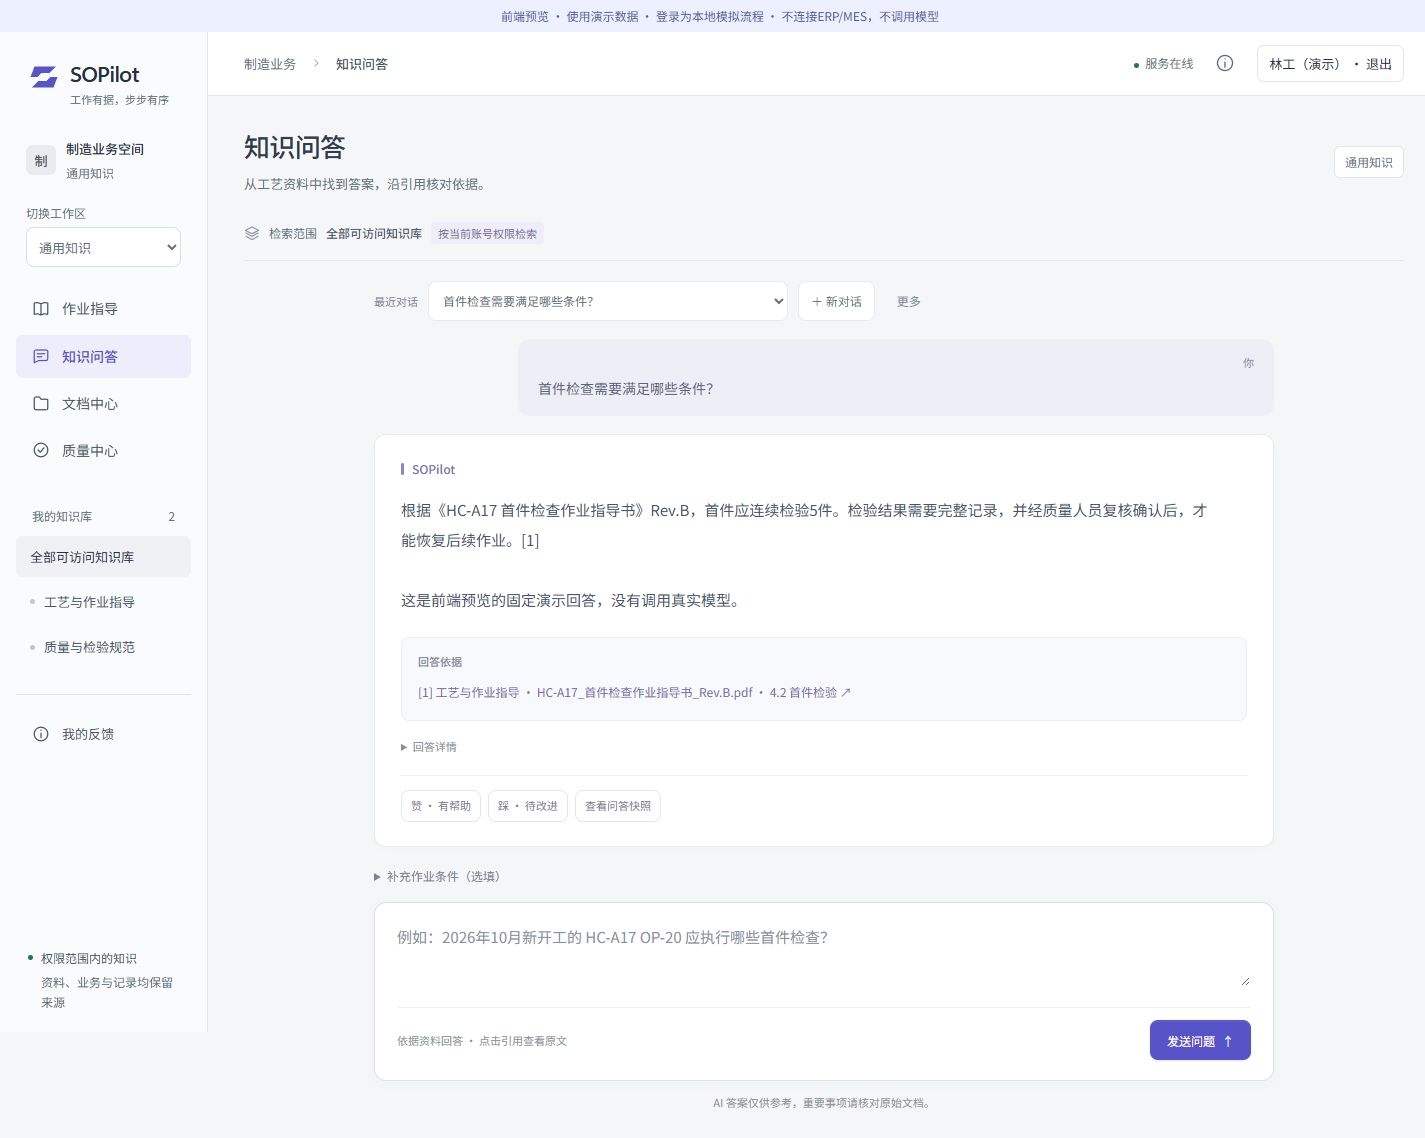 前端预览 · 使用演示数据 · 登录为本地模拟流程 · 不连接ERP/MES，不调用模型
SOPilot
工作有据，步步有序
制
制造业务空间
通用知识
切换工作区
通用知识
作业指导
知识问答
文档中心
质量中心
我的知识库 2
全部可访问知识库
工艺与作业指导
质量与检验规范
我的反馈
权限范围内的知识
资料、业务与记录均保留
来源
制造业务 > 知识问答
服务在线
林工（演示） · 退出
知识问答
从工艺资料中找到答案，沿引用核对依据。
通用知识
检索范围 全部可访问知识库 按当前账号权限检索
最近对话 首件检查需要满足哪些条件？ ＋ 新对话 更多
你
首件检查需要满足哪些条件？
SOPilot
根据《HC-A17 首件检查作业指导书》Rev.B，首件应连续检验5件。检验结果需要完整记录，并经质量人员复核确认后，才
能恢复后续作业。[1]
这是前端预览的固定演示回答，没有调用真实模型。
回答依据
[1] 工艺与作业指导 · HC-A17_首件检查作业指导书_Rev.B.pdf · 4.2 首件检验 ↗
▶ 回答详情
赞 · 有帮助 踩 · 待改进 查看问答快照
▶ 补充作业条件（选填）
例如：2026年10月新开工的 HC-A17 OP-20 应执行哪些首件检查？
依据资料回答 · 点击引用查看原文
发送问题 ↑
AI 答案仅供参考，重要事项请核对原始文档。